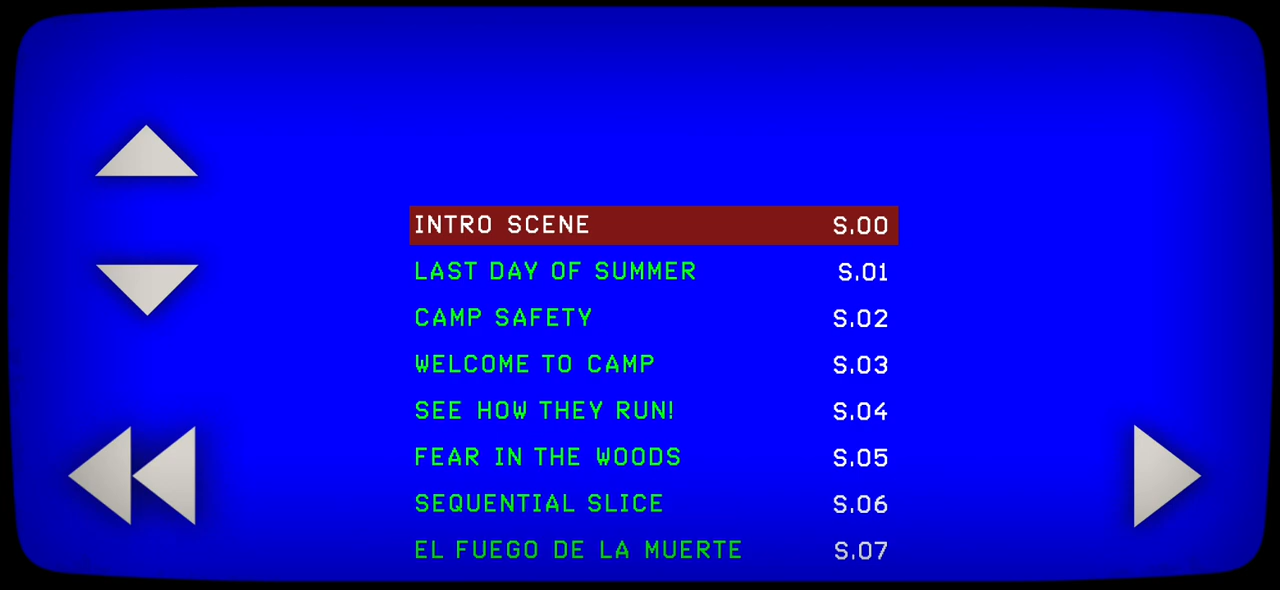 INTRO SCENE S.00
LAST DAY OF SUMMER S.01
CAMP SAFETY S.02
WELCOME TO CAMP S.03
SEE HOW THEY RUN! S.04
FEAR IN THE WOODS S.05
SEQUENTIAL SLICE S.06
EL FUEGO DE LA MUERTE S.07